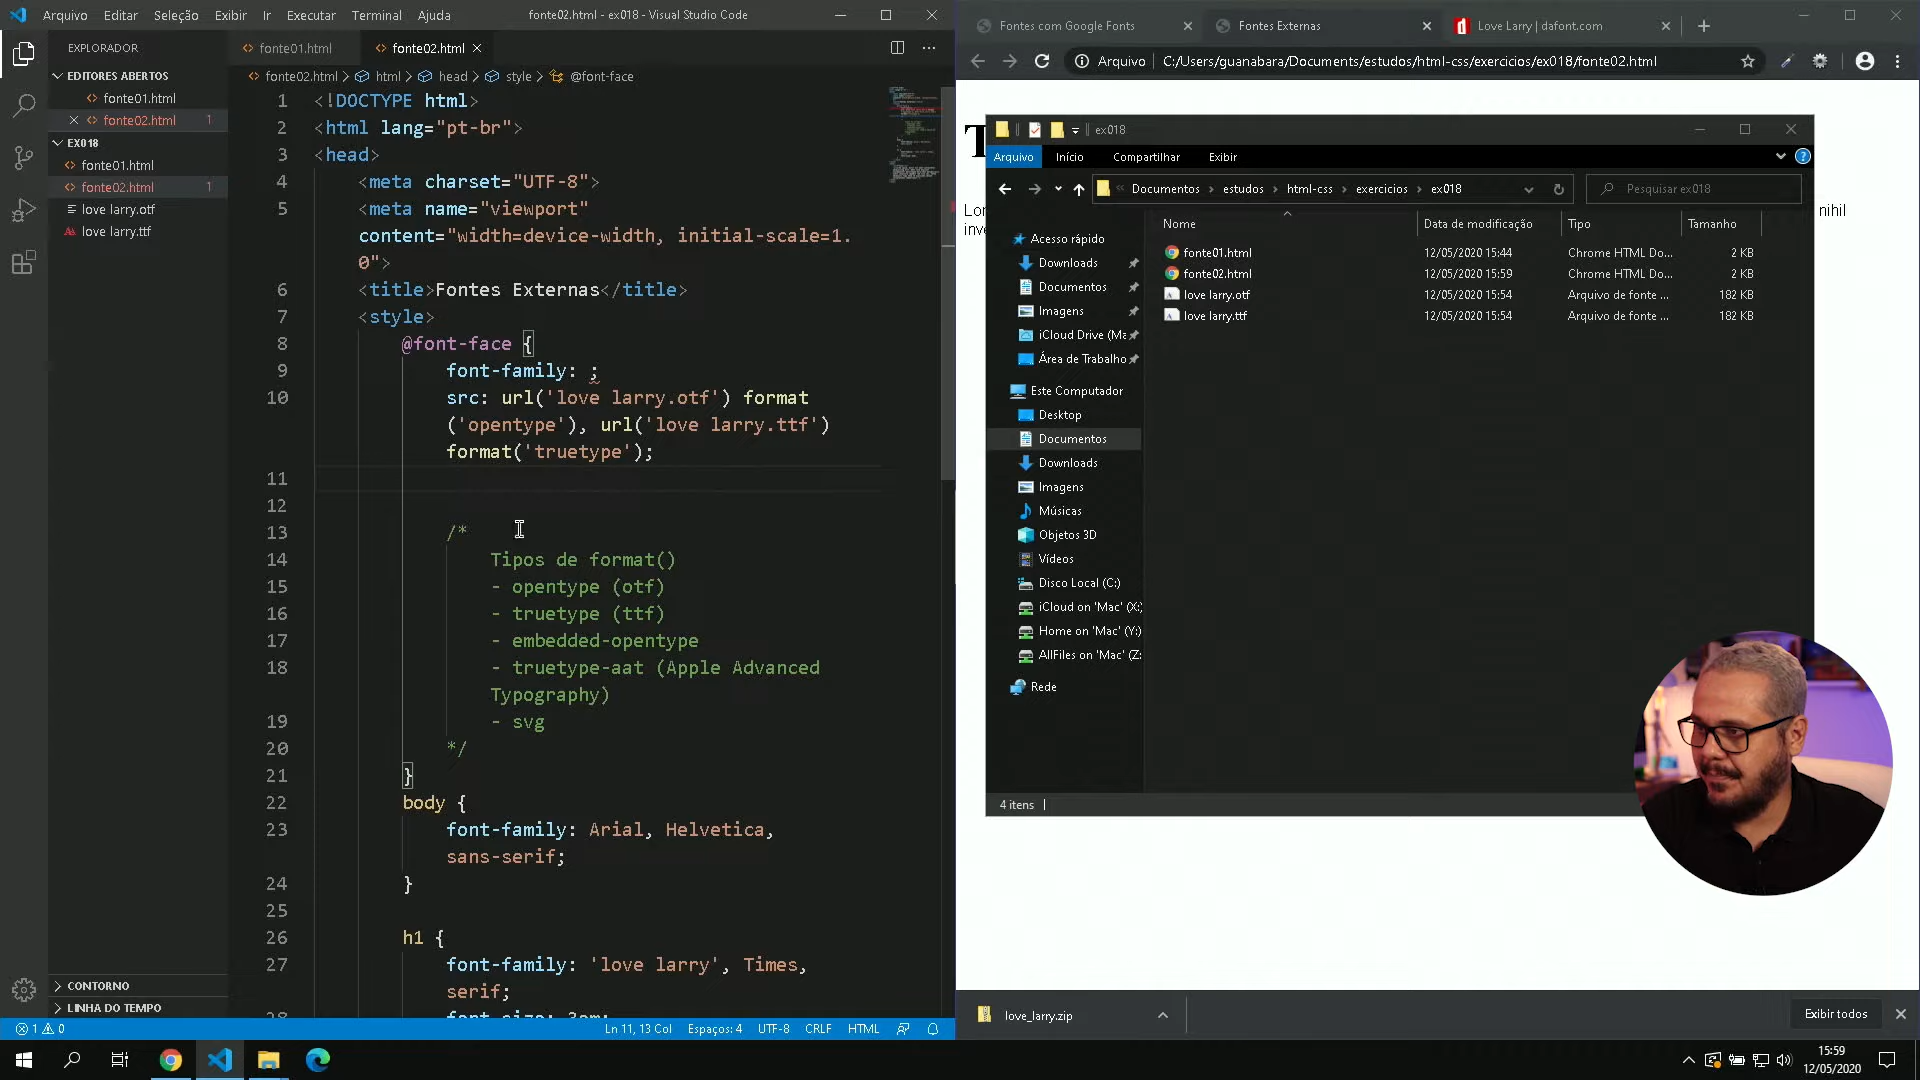 Arquivo Editar Seleção Exibir Ir Executar Terminal Ajuda
fonte02.html - ex018 - Visual Studio Code
EXPLORADOR
EDITORES ABERTOS
fonte01.html
fonte02.html 1
EX018
fonte01.html
fonte02.html 1
love larry.otf
love larry.ttf
CONTORNO
LINHA DO TEMPO
fonte01.html fonte02.html
fonte02.html > html > head > style > @font-face
1 <!DOCTYPE html>
2 <html lang="pt-br">
3 <head>
4 <meta charset="UTF-8">
5 <meta name="viewport"
content="width=device-width, initial-scale=1.
0">
6 <title>Fontes Externas</title>
7 <style>
8 @font-face {
9 font-family: ;
10 src: url('love larry.otf') format
('opentype'), url('love larry.ttf')
format('truetype');
11
12
13 /*
14 Tipos de format()
15 - opentype (otf)
16 - truetype (ttf)
17 - embedded-opentype
18 - truetype-aat (Apple Advanced
Typography)
19 - svg
20 */
21 }
22 body {
23 font-family: Arial, Helvetica,
sans-serif;
24 }
25
26 h1 {
27 font-family: 'love larry', Times,
serif;
28 font-size: 3em;
1 0
Ln 11, 13 Col Espaços: 4 UTF-8 CRLF HTML
Fontes com Google Fonts
Fontes Externas
Love Larry | dafont.com
Arquivo | C:/Users/guanabara/Documents/estudos/html-css/exercicios/ex018/fonte02.html
T
Lor
inve
nihil
ex018
Arquivo Início Compartilhar Exibir
Documentos > estudos > html-css > exercicios > ex018
Pesquisar ex018
Nome Data de modificação Tipo Tamanho
fonte01.html 12/05/2020 15:44 Chrome HTML Do... 2 KB
fonte02.html 12/05/2020 15:59 Chrome HTML Do... 2 KB
love larry.otf 12/05/2020 15:54 Arquivo de fonte ... 182 KB
love larry.ttf 12/05/2020 15:54 Arquivo de fonte ... 182 KB
Acesso rápido
Downloads
Documentos
Imagens
iCloud Drive (Ma
Área de Trabalho
Este Computador
Desktop
Documentos
Downloads
Imagens
Músicas
Objetos 3D
Vídeos
Disco Local (C:)
iCloud on 'Mac' (X:)
Home on 'Mac' (Y:)
AllFiles on 'Mac' (Z:
Rede
4 itens
love_larry.zip
Exibir todos
15:59
12/05/2020